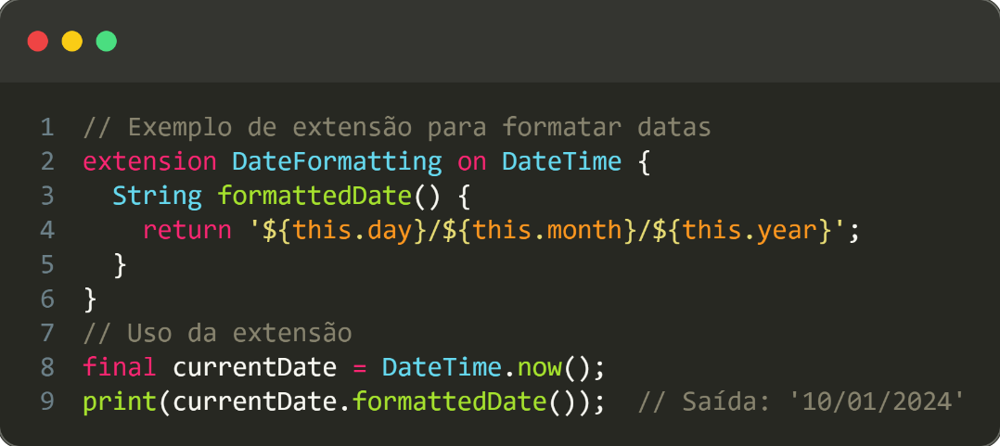 1 // Exemplo de extensão para formatar datas
2 extension DateFormatting on DateTime {
3   String formattedDate() {
4     return '${this.day}/${this.month}/${this.year}';
5   }
6 }
7 // Uso da extensão
8 final currentDate = DateTime.now();
9 print(currentDate.formattedDate());  // Saída: '10/01/2024'